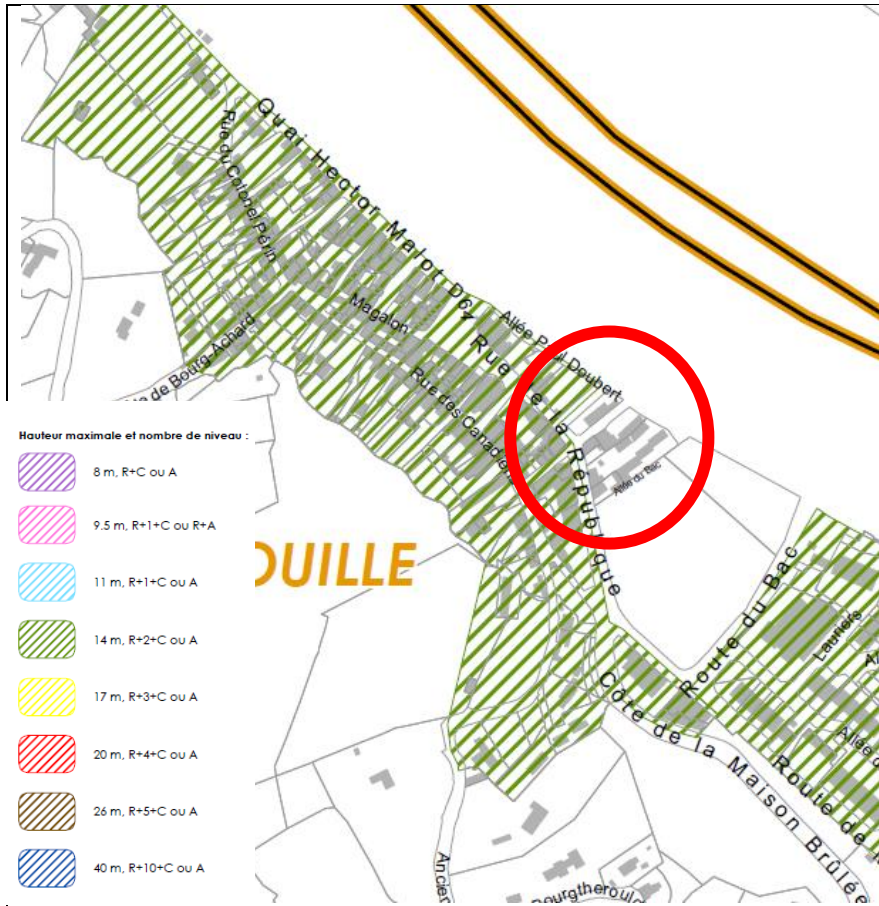 Quai Hector Malot D67
Rue du Colonel Périn
Magalon
Allée Paul Doubert
Rue de la République
Rue des Canadiens
de Bourg-Achard
Allée du Bac
Hauteur maximale et nombre de niveau :
8 m, R+C ou A
9.5 m, R+1+C ou R+A
11 m, R+1+C ou A
14 m, R+2+C ou A
17 m, R+3+C ou A
20 m, R+4+C ou A
26 m, R+5+C ou A
40 m, R+10+C ou A
OUILLE
Route du Bac
Lauriers
Côte de la Maison Brûlée
Allée d
Route de
Ancien
Bourgtheroulde